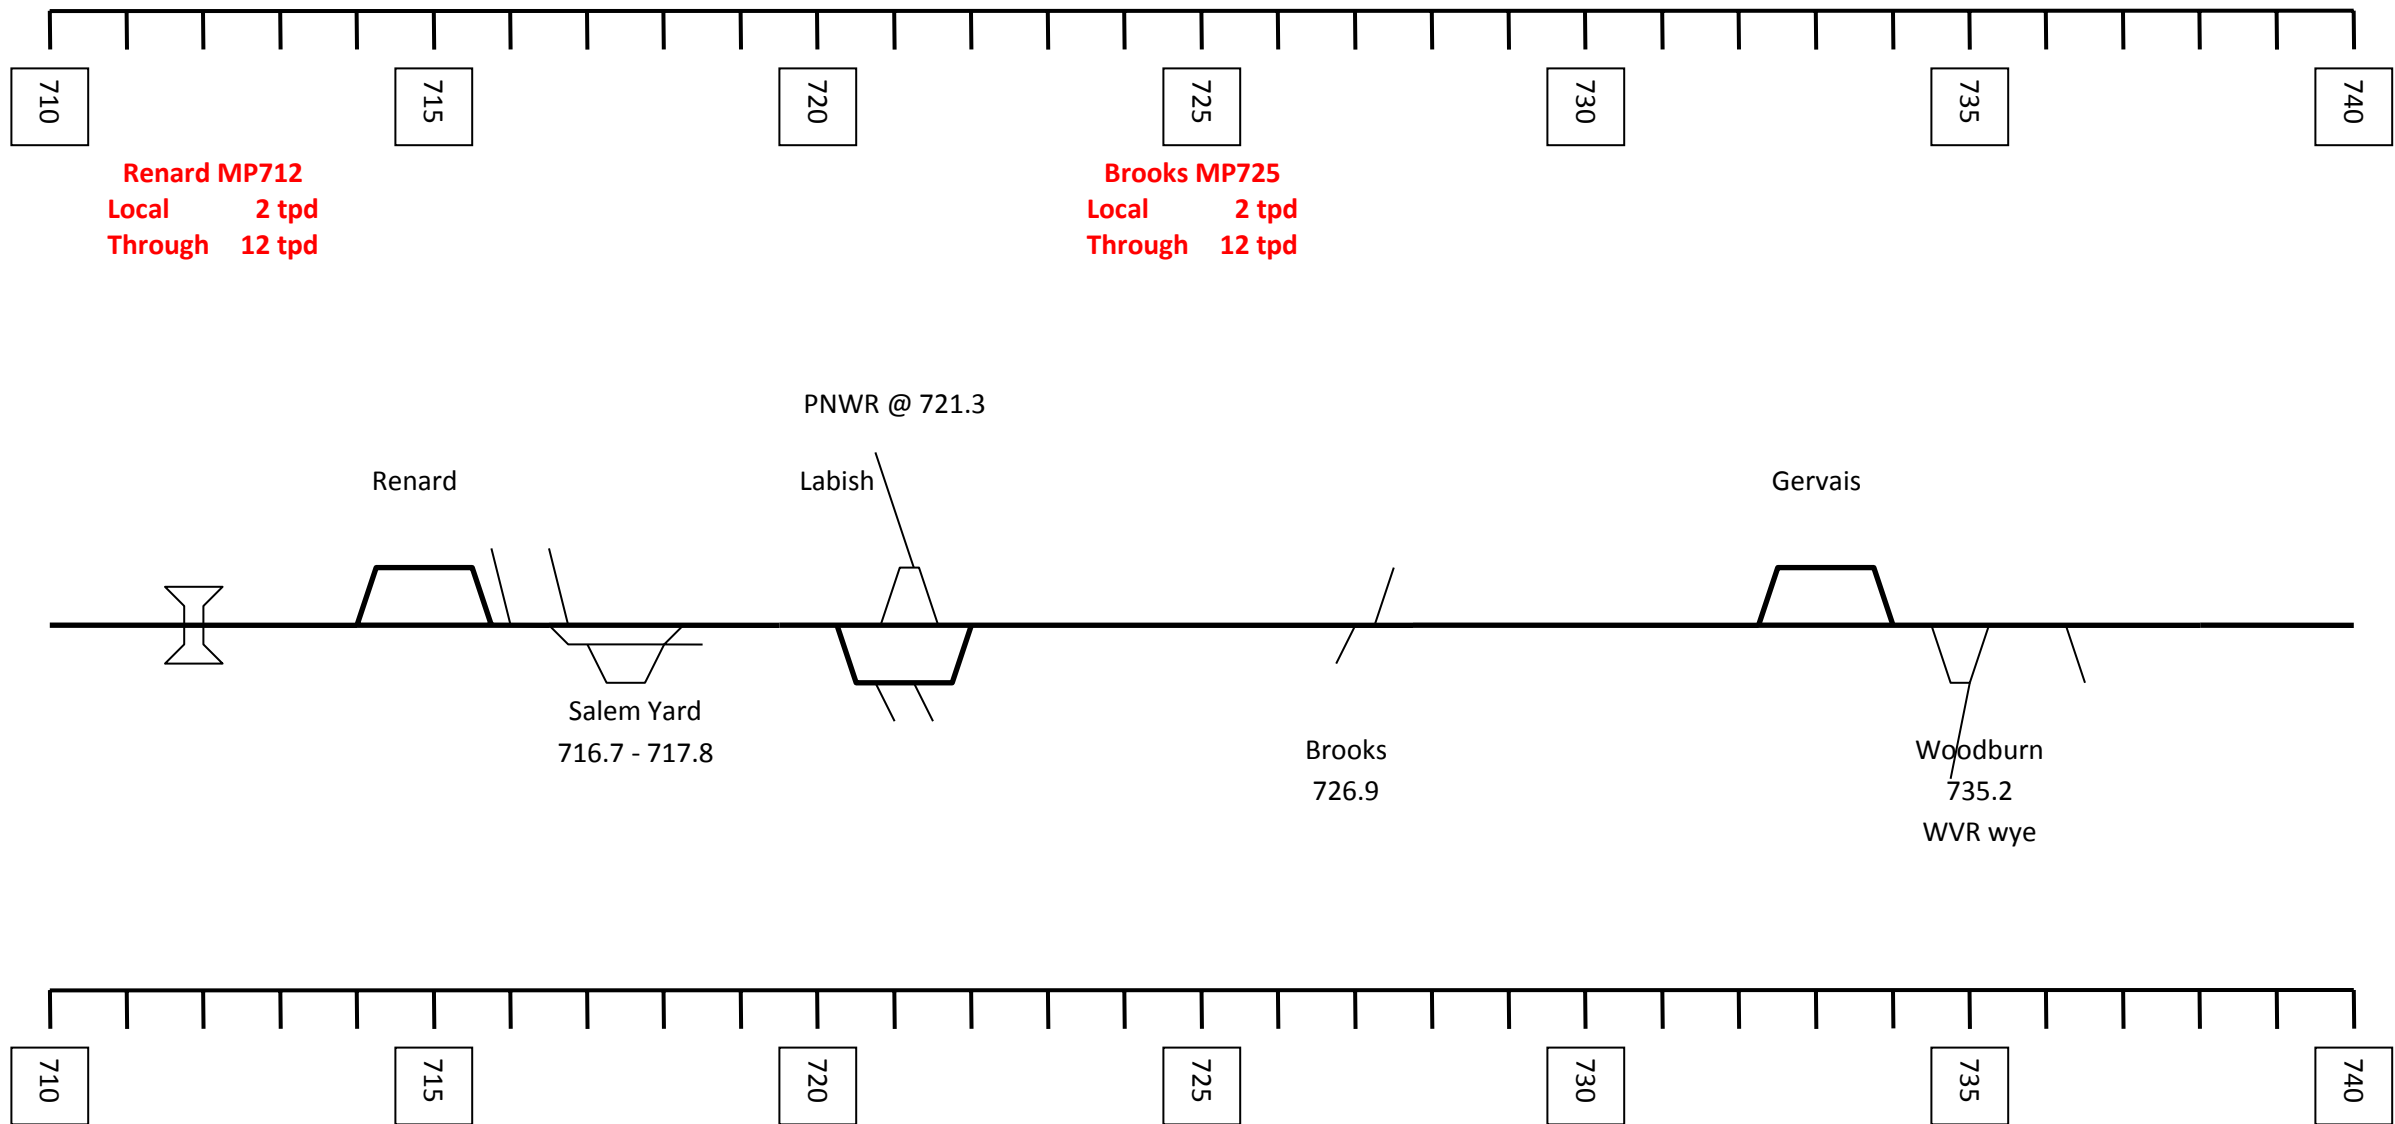 710 715 720 725 730 735 740
Renard MP712
Local 2 tpd
Through 12 tpd
Brooks MP725
Local 2 tpd
Through 12 tpd
PNWR @ 721.3
Renard
Labish
Gervais
Salem Yard
716.7 - 717.8
Brooks
726.9
Woodburn
735.2
WVR wye
710 715 720 725 730 735 740